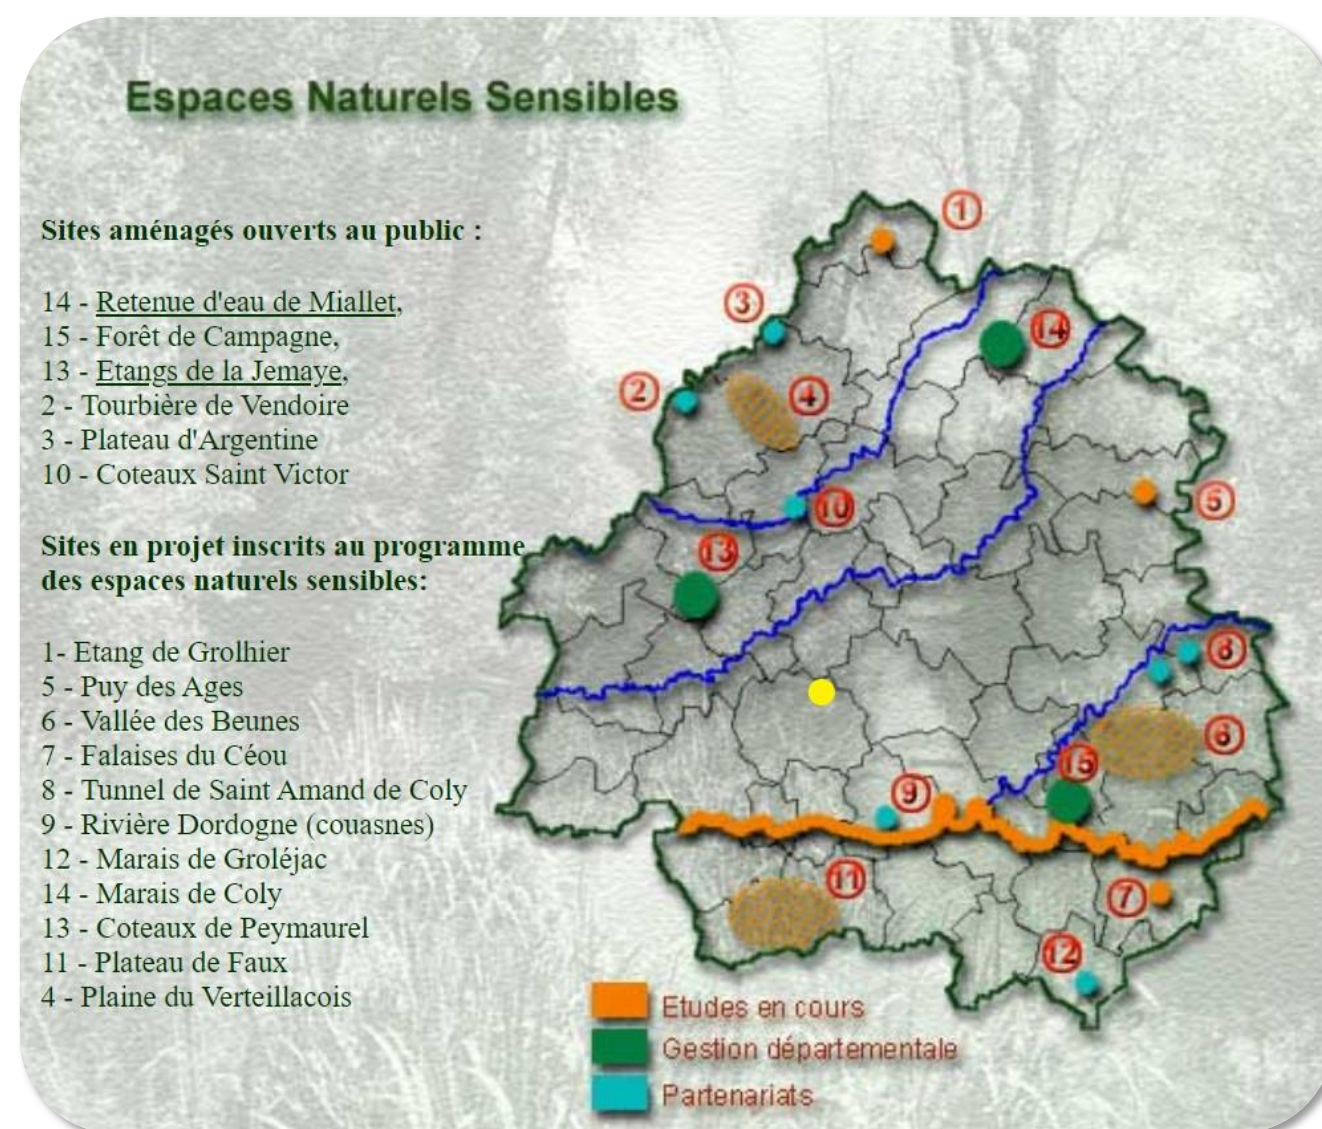 Espaces Naturels Sensibles
Sites aménagés ouverts au public :
14 - Retenue d'eau de Miallet,
15 - Forêt de Campagne,
13 - Etangs de la Jemaye,
2 - Tourbière de Vendoire
3 - Plateau d'Argentine
10 - Coteaux Saint Victor
Sites en projet inscrits au programme
des espaces naturels sensibles:
1- Etang de Grolhier
5 - Puy des Ages
6 - Vallée des Beunes
7 - Falaises du Céou
8 - Tunnel de Saint Amand de Coly
9 - Rivière Dordogne (couasnes)
12 - Marais de Groléjac
14 - Marais de Coly
13 - Coteaux de Peymaurel
11 - Plateau de Faux
4 - Plaine du Verteillacois
1
3
14
2
4
5
10
13
8
6
15
9
11
7
12
Etudes en cours
Gestion départementale
Partenariats